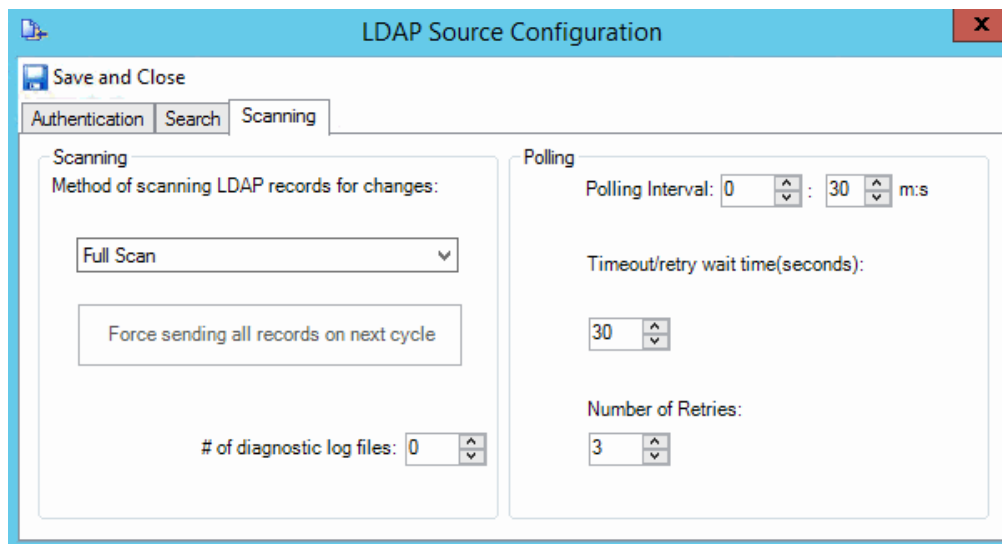 LDAP Source Configuration
x
Save and Close
Authentication Search Scanning
Scanning
Method of scanning LDAP records for changes:
Full Scan
Force sending all records on next cycle
# of diagnostic log files: 0
Polling
Polling Interval: 0 : 30 m:s
Timeout/retry wait time(seconds):
30
Number of Retries:
3